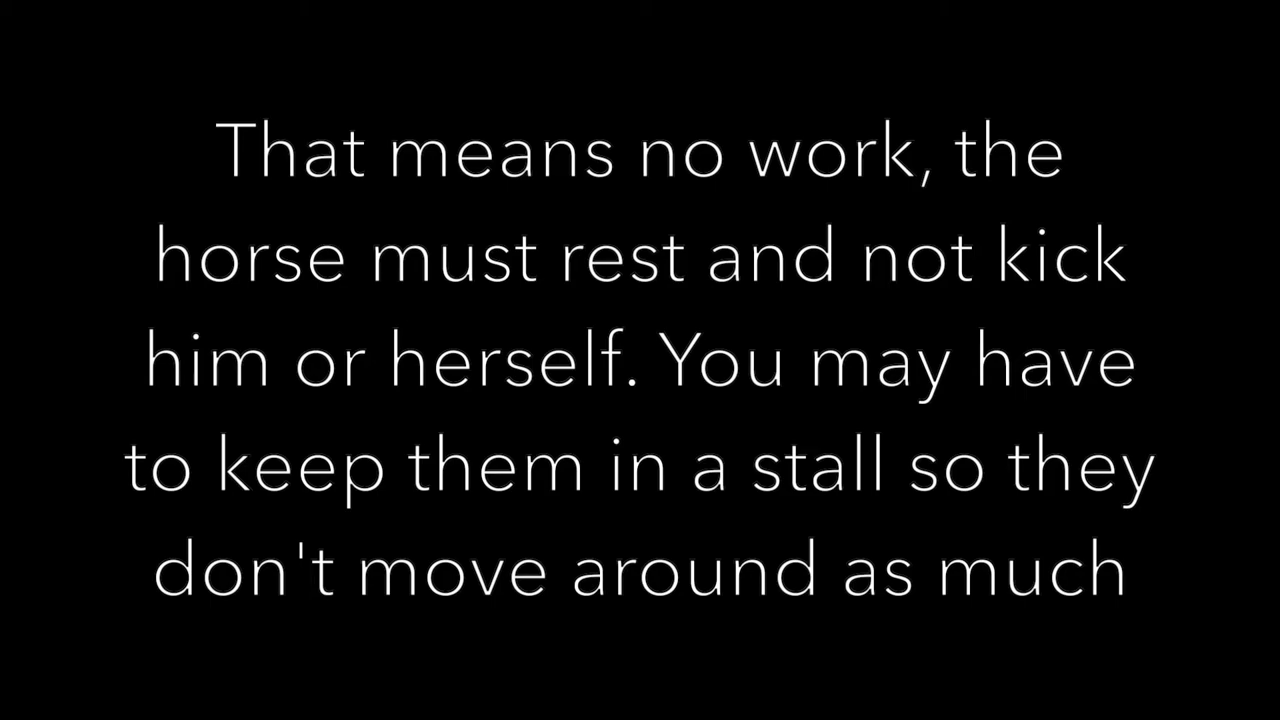 That means no work, the
horse must rest and not kick
him or herself. You may have
to keep them in a stall so they
don't move around as much